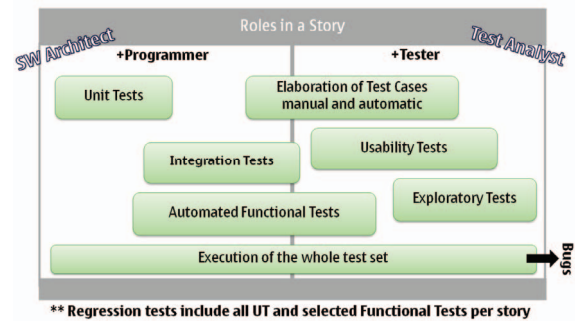 Roles in a Story
SW Architect
+Programmer
+Tester
Test Analyst
Unit Tests
Elaboration of Test Cases
manual and automatic
Usability Tests
Integration Tests
Exploratory Tests
Automated Functional Tests
Execution of the whole test set
Bugs
** Regression tests include all UT and selected Functional Tests per story